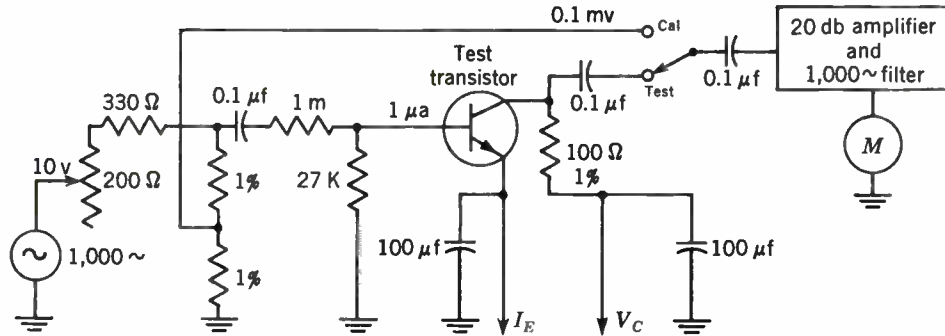 0.1 mv
Cal
20 db amplifier
and
1,000~ filter
Test
transistor
0.1 μf
Test
0.1 μf
330 Ω
0.1 μf
1 m
1 μa
10 v
200 Ω
1%
27 K
100 Ω
1%
M
1,000 ~
1%
100 μf
100 μf
I_E
V_C